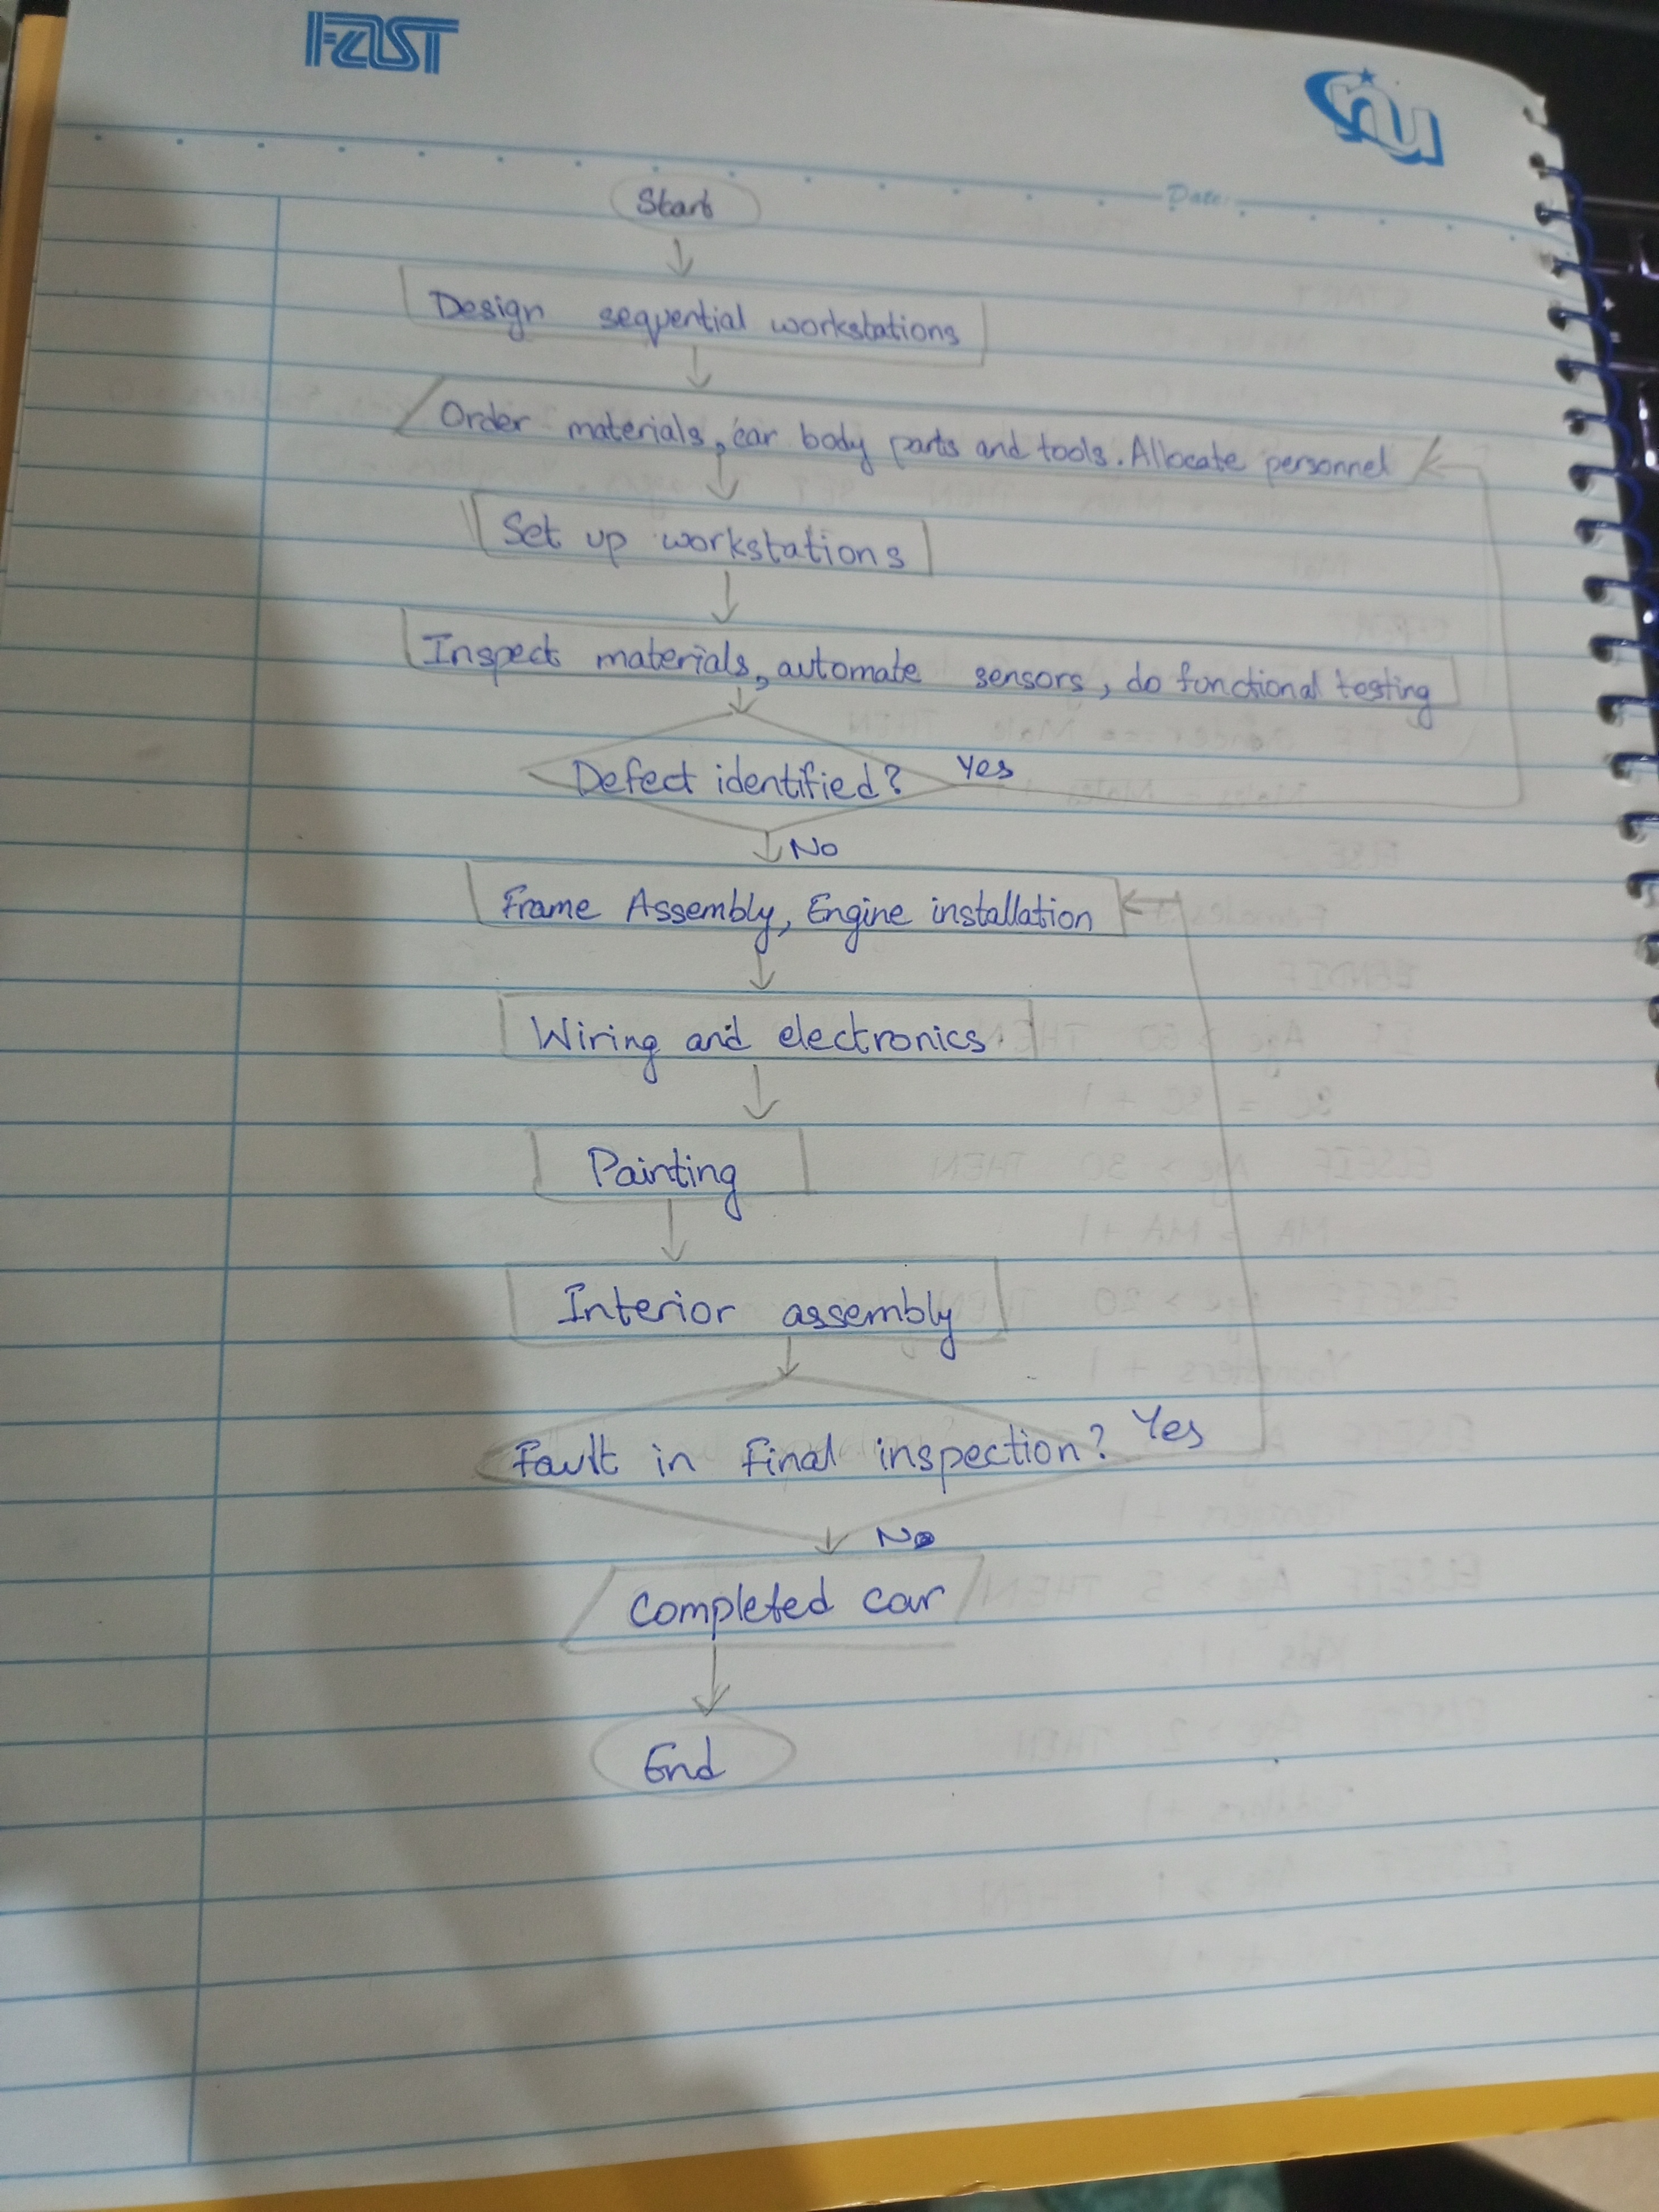 FAST
nu
Date:
Start
Design sequential workstations
Order materials, car body parts and tools. Allocate personnel
Set up workstations
Inspect materials, automate sensors, do functional testing
Defect identified? Yes
No
Frame Assembly, Engine installation
Wiring and electronics
Painting
Interior assembly
Fault in final inspection? Yes
No
Completed car
End